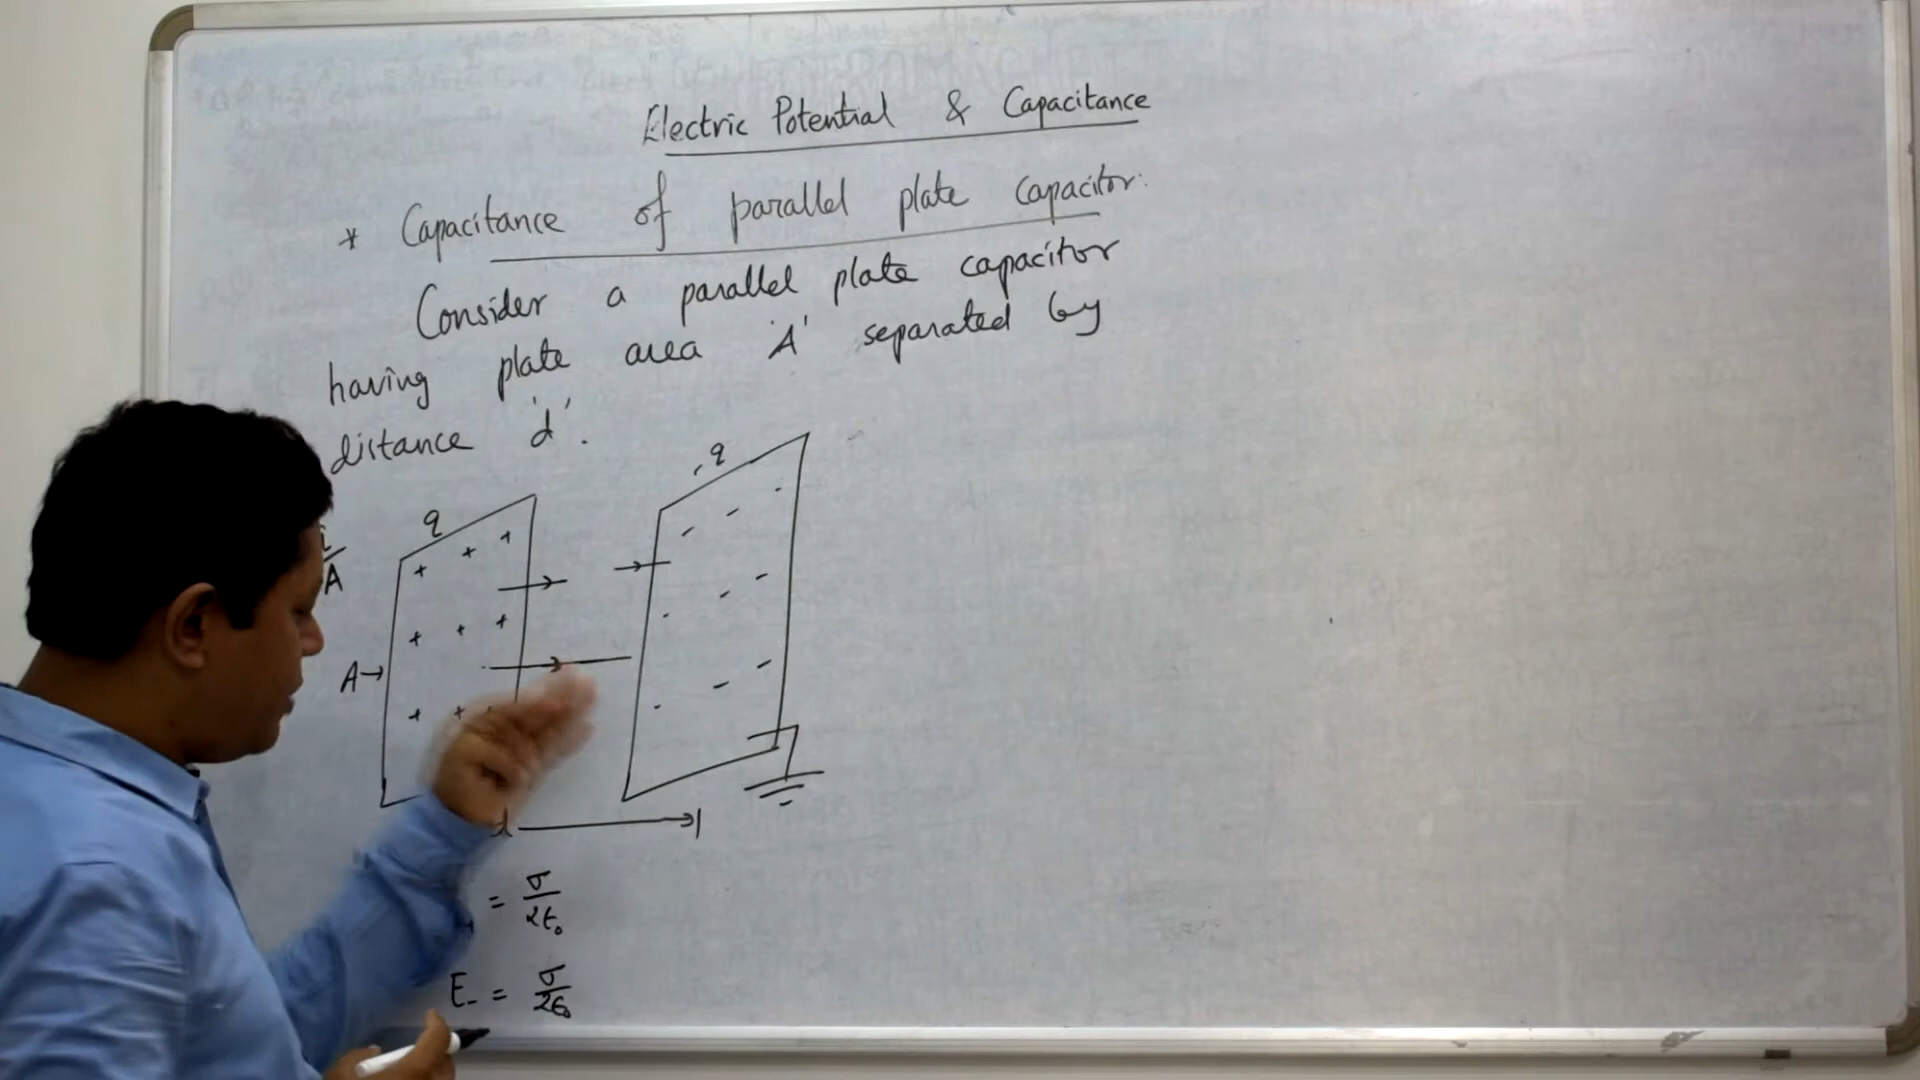 Electric Potential & Capacitance
* Capacitance of parallel plate capacitor.
Consider a parallel plate capacitor
having plate area 'A' separated by
distance 'd'.
q
-q
A
A→
d
= σ/2ε₀
E₋ = σ/2ε₀